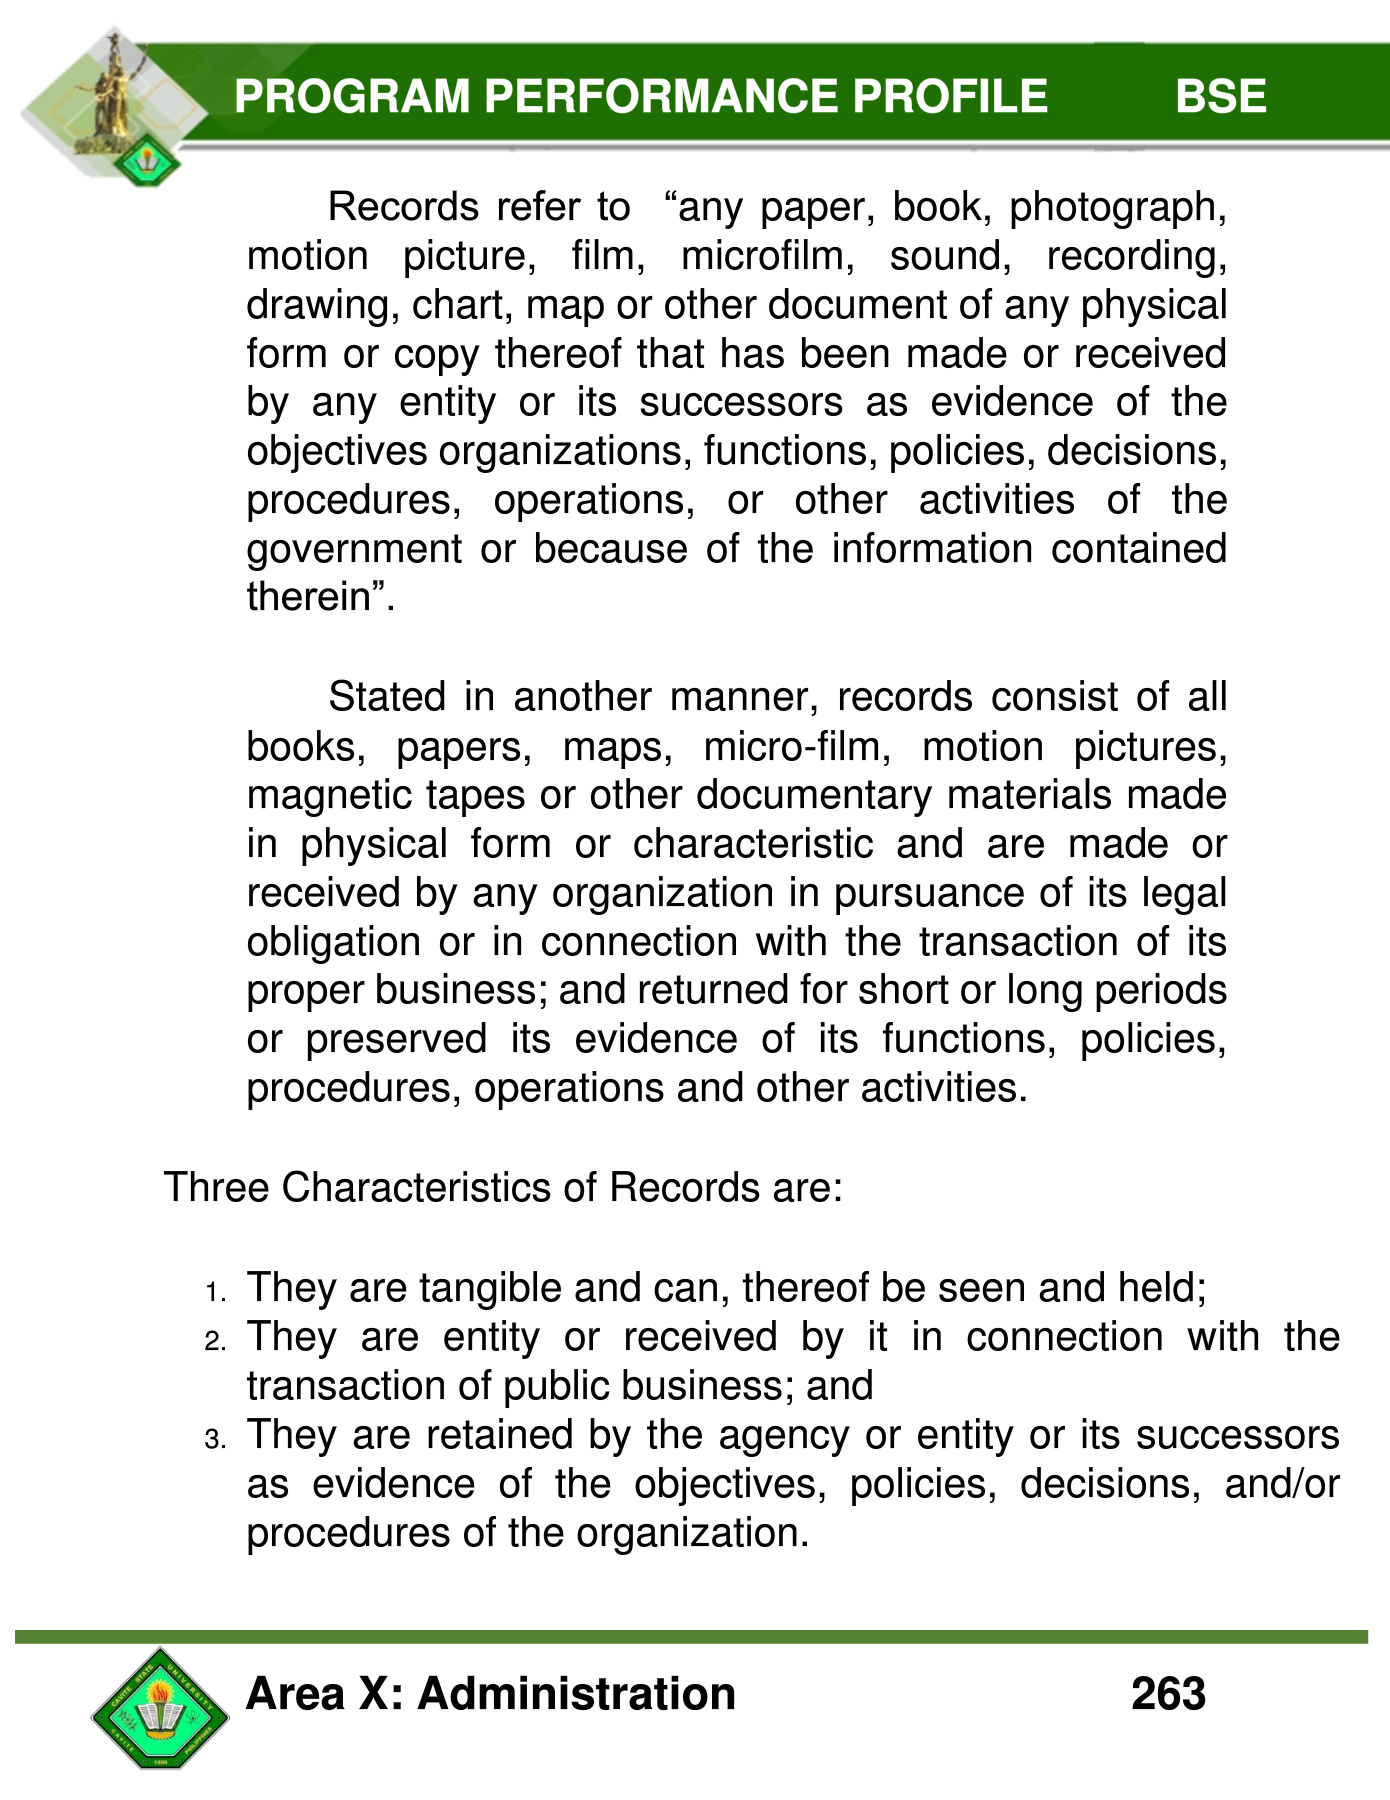 PROGRAM PERFORMANCE PROFILE BSE
Records refer to “any paper, book, photograph,
motion picture, film, microfilm, sound, recording,
drawing, chart, map or other document of any physical
form or copy thereof that has been made or received
by any entity or its successors as evidence of the
objectives organizations, functions, policies, decisions,
procedures, operations, or other activities of the
government or because of the information contained
therein”.
Stated in another manner, records consist of all
books, papers, maps, micro-film, motion pictures,
magnetic tapes or other documentary materials made
in physical form or characteristic and are made or
received by any organization in pursuance of its legal
obligation or in connection with the transaction of its
proper business; and returned for short or long periods
or preserved its evidence of its functions, policies,
procedures, operations and other activities.
Three Characteristics of Records are:
1. They are tangible and can, thereof be seen and held;
2. They are entity or received by it in connection with the
transaction of public business; and
3. They are retained by the agency or entity or its successors
as evidence of the objectives, policies, decisions, and/or
procedures of the organization.
CAVITE STATE UNIVERSITY
CAVITE 1906 PHILIPPINES
Area X: Administration 263